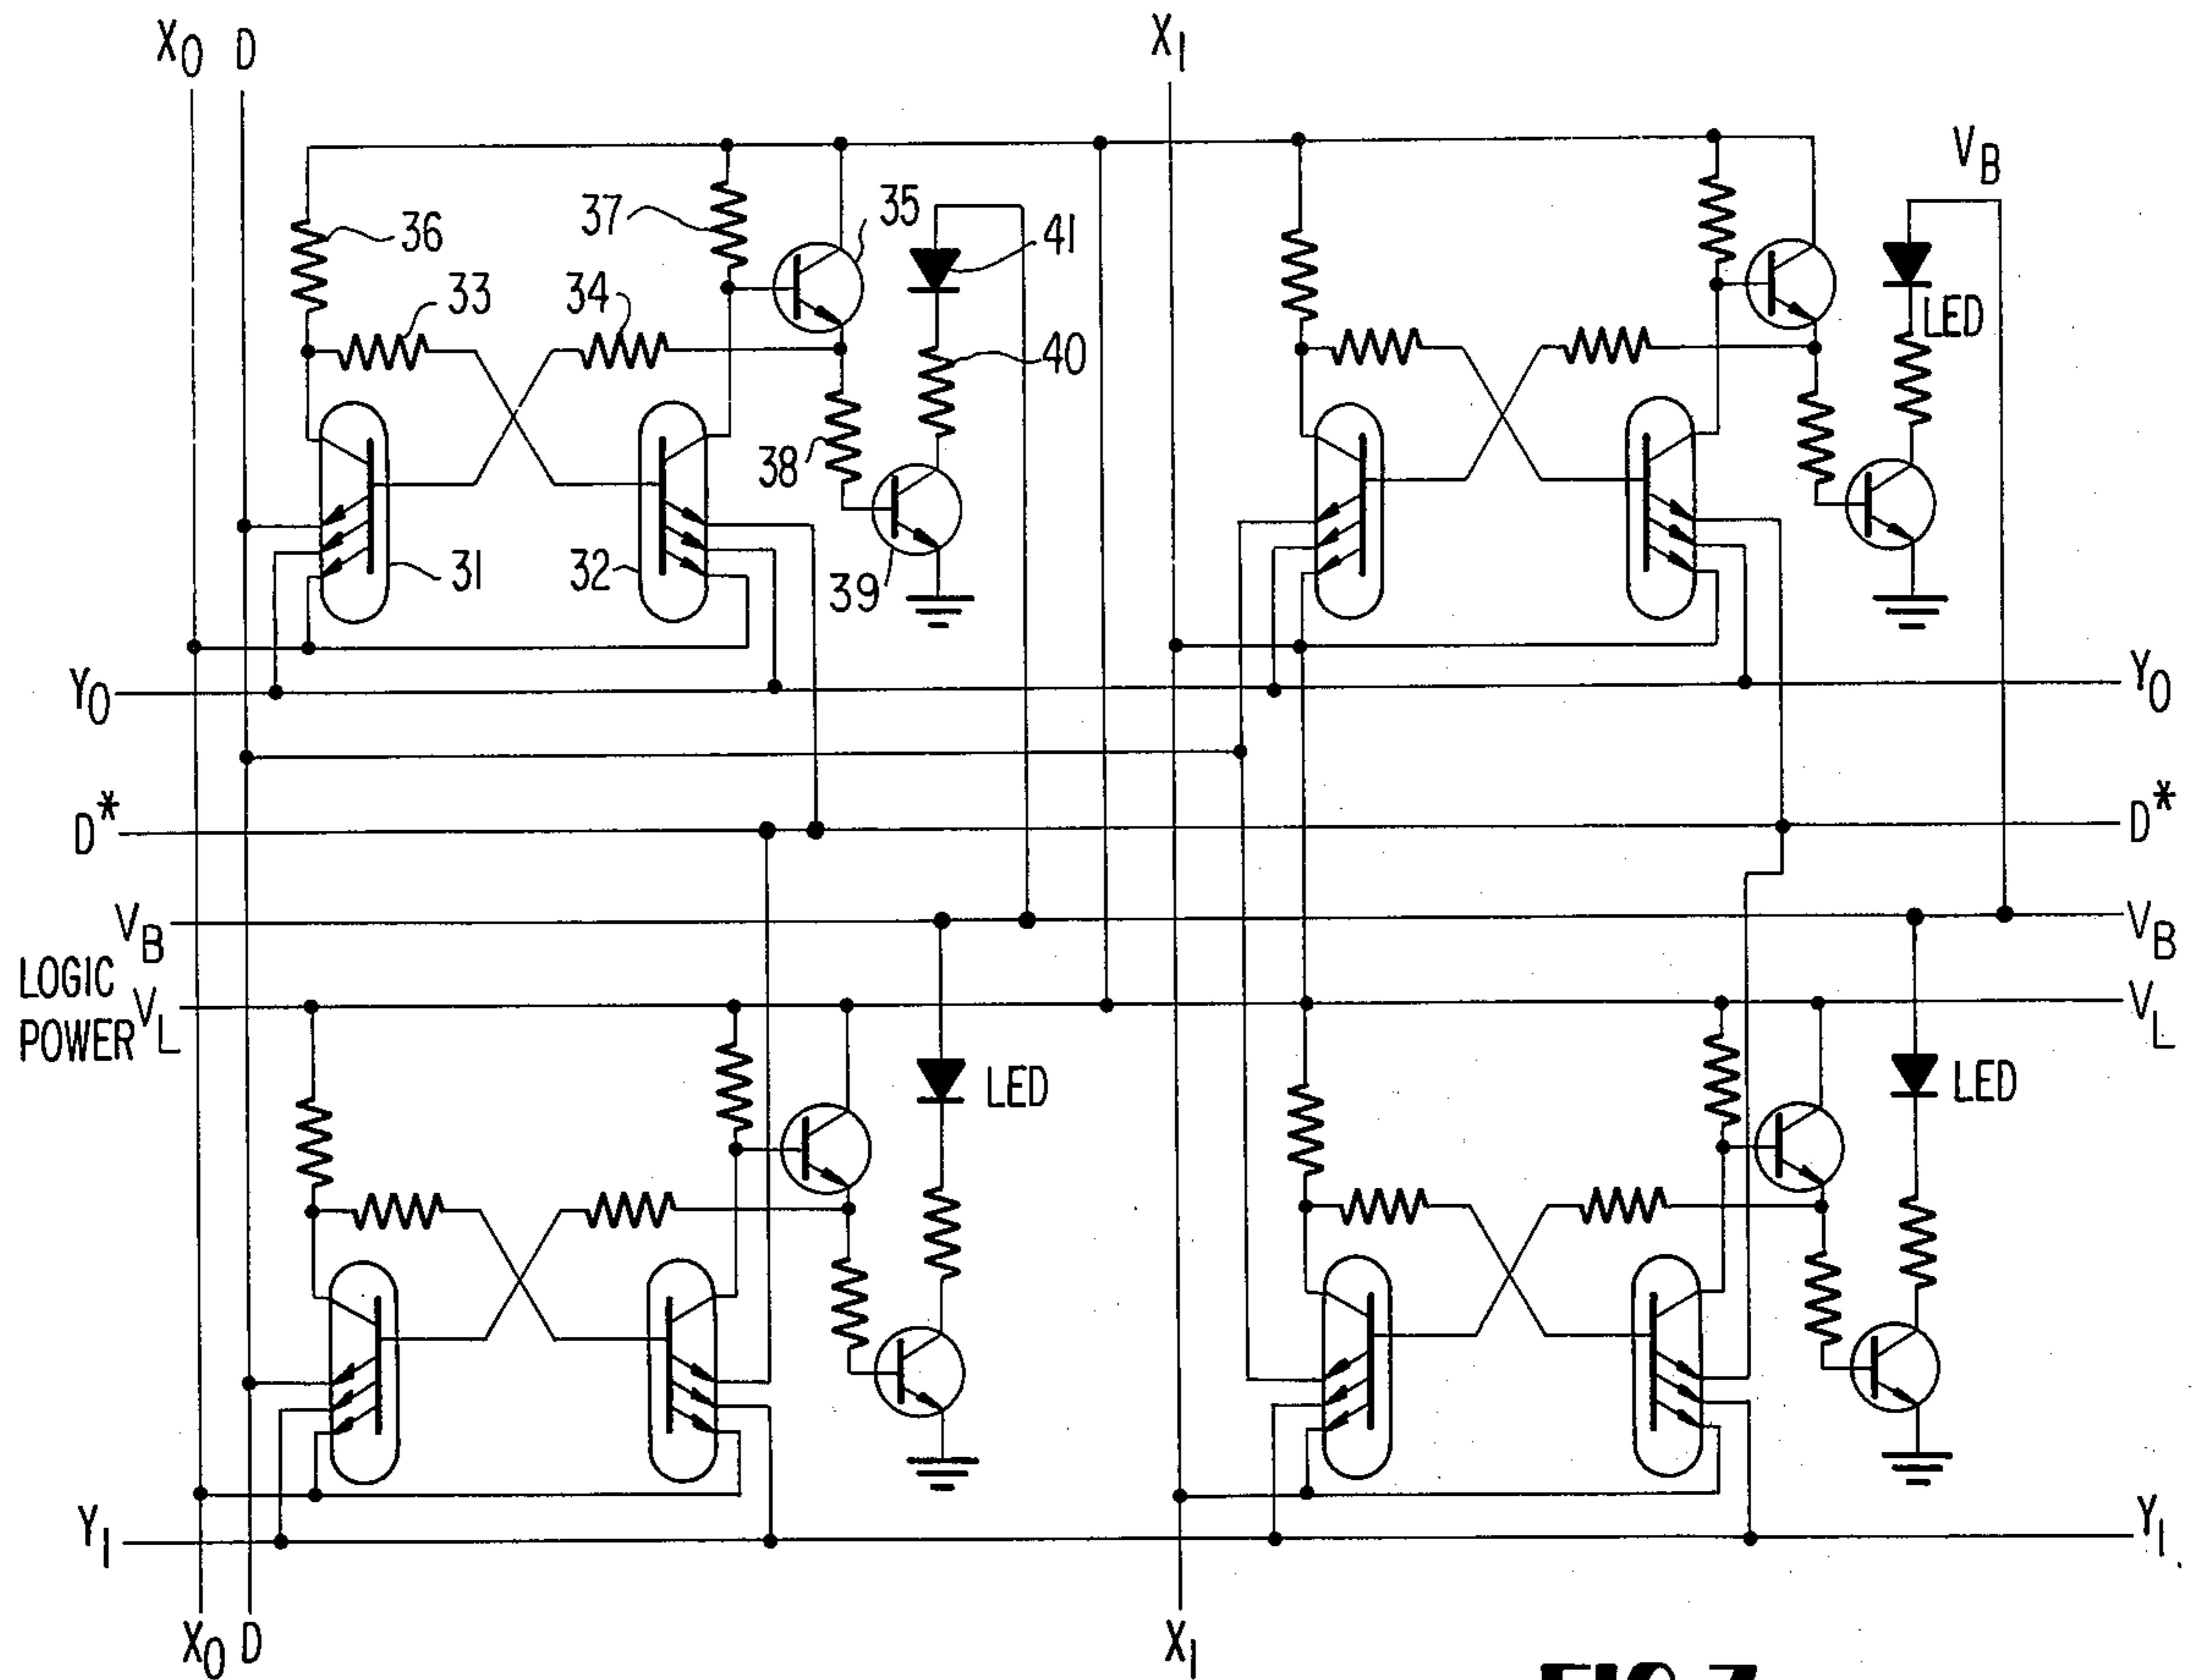 X0 D X1
VB
37 35
36 41
33 34
LED
40
38
31 32 39
Y0 Y0
D* D*
VB VB
LOGIC
POWER VL VL
LED LED
Y1 Y1
X0 D X1